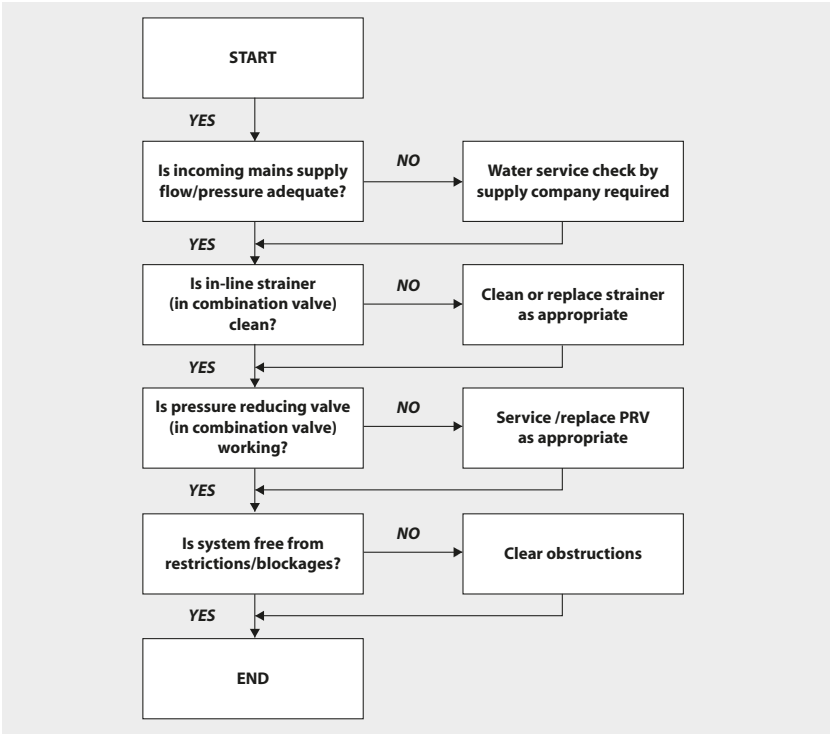 START
YES
Is incoming mains supply
flow/pressure adequate?
NO
Water service check by
supply company required
YES
Is in-line strainer
(in combination valve)
clean?
NO
Clean or replace strainer
as appropriate
YES
Is pressure reducing valve
(in combination valve)
working?
NO
Service /replace PRV
as appropriate
YES
Is system free from
restrictions/blockages?
NO
Clear obstructions
YES
END